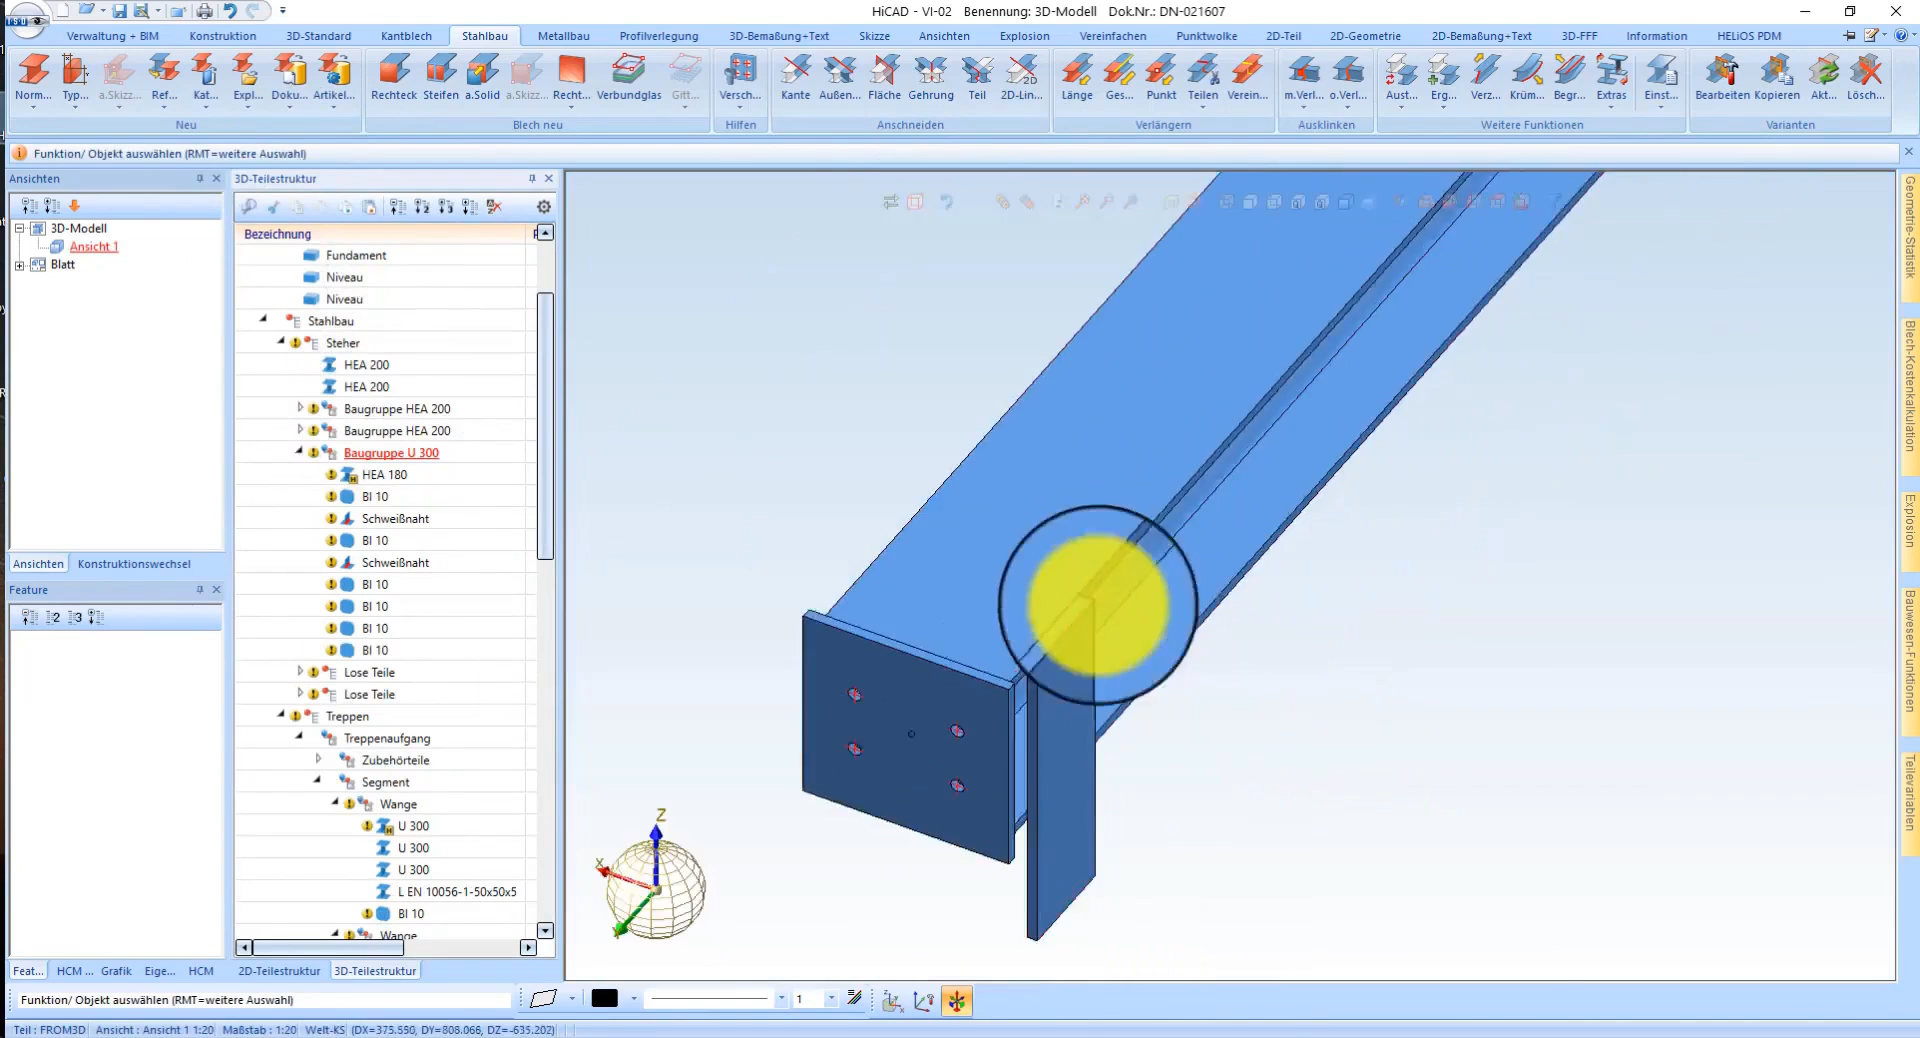 HiCAD - VI-02   Benennung: 3D-Modell   Dok.Nr.: DN-021607
Verwaltung + BIM   Konstruktion   3D-Standard   Kantblech   Stahlbau   Metallbau   Profilverlegung   3D-Bemaßung+Text   Skizze   Ansichten   Explosion   Vereinfachen   Punktwolke   2D-Teil   2D-Geometrie   2D-Bemaßung+Text   3D-FFF   Information   HELiOS PDM
Norm...   Typ...   a.Skizz...   Ref...   Kat...   Expl...   Doku...   Artikel...   Rechteck   Steifen   a.Solid   a.Skizz...   Recht...   Verbundglas   Gitt...   Versch...   Kante   Außen...   Fläche   Gehrung   Teil   2D-Lin...   Länge   Ges...   Punkt   Teilen   Verein...   m.Verl...   o.Verl...   Aust...   Erg...   Verz...   Krüm...   Begr...   Extras   Einst...   Bearbeiten   Kopieren   Akt...   Lösch...
Neu   Blech neu   Hilfen   Anschneiden   Verlängern   Ausklinken   Weitere Funktionen   Varianten
Funktion/ Objekt auswählen (RMT=weitere Auswahl)
Ansichten
3D-Modell
Ansicht 1
Blatt
Ansichten   Konstruktionswechsel
Feature
Feat...   HCM ...   Grafik   Eige...   HCM
3D-Teilestruktur
Bezeichnung
Fundament
Niveau
Niveau
Stahlbau
Steher
HEA 200
HEA 200
Baugruppe HEA 200
Baugruppe HEA 200
Baugruppe U 300
HEA 180
BI 10
Schweißnaht
BI 10
Schweißnaht
BI 10
BI 10
BI 10
BI 10
Lose Teile
Lose Teile
Treppen
Treppenaufgang
Zubehörteile
Segment
Wange
U 300
U 300
U 300
L EN 10056-1-50x50x5
BI 10
Wange
2D-Teilestruktur   3D-Teilestruktur
Z
X
Geometrie-Statistik
Blech-Kostenkalkulation
Explosion
Bauwesen-Funktionen
Teilevariablen
Funktion/ Objekt auswählen (RMT=weitere Auswahl)   1
Teil : FROM3D   Ansicht : Ansicht 1 1:20   Maßstab : 1:20   Welt-KS   (DX=375.550, DY=808.066, DZ=-635.202)